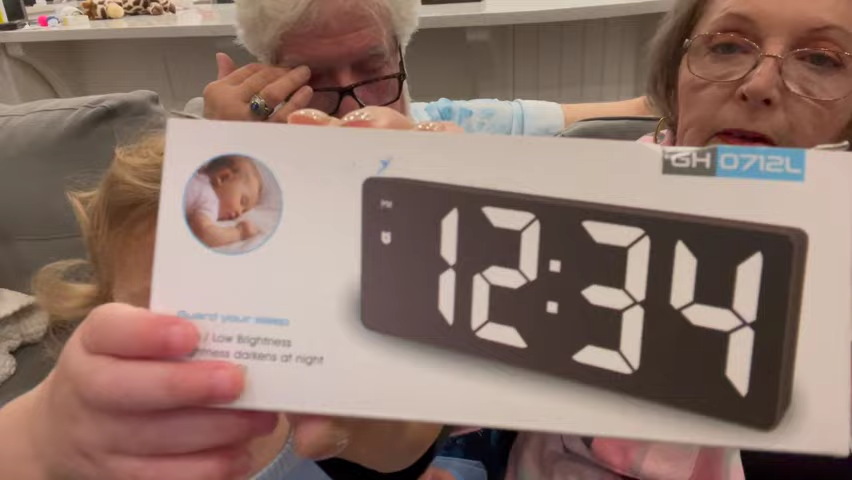 GH 0712L
PM
12:34
Guard your sleep
/ Low Brightness
darkens at night